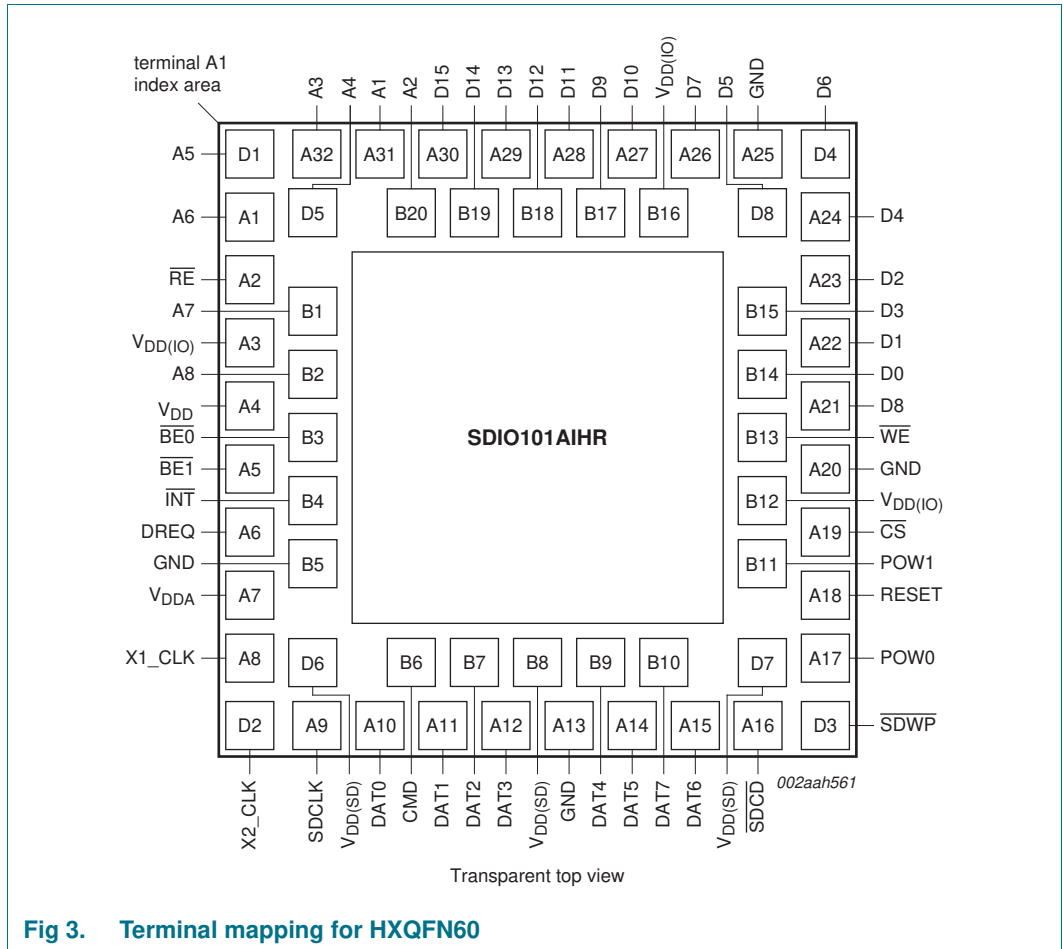 terminal A1
index area
A3
A4
A1
A2
D15
D14
D13
D12
D11
D9
D10
VDD(IO)
D7
D5
GND
D6
A5
D1
A32
A31
A30
A29
A28
A27
A26
A25
D4
A6
A1
D5
B20
B19
B18
B17
B16
D8
A24
D4
RE
A2
A23
D2
A7
B1
B15
D3
VDD(IO)
A3
A22
D1
A8
B2
B14
D0
VDD
A4
A21
D8
BE0
B3
SDIO101AIHR
B13
WE
BE1
A5
A20
GND
INT
B4
B12
VDD(IO)
DREQ
A6
A19
CS
GND
B5
B11
POW1
VDDA
A7
A18
RESET
X1_CLK
A8
D6
B6
B7
B8
B9
B10
D7
A17
POW0
D2
A9
A10
A11
A12
A13
A14
A15
A16
D3
SDWP
X2_CLK
SDCLK
VDD(SD)
DAT0
CMD
DAT1
DAT2
DAT3
VDD(SD)
GND
DAT4
DAT5
DAT7
DAT6
VDD(SD)
SDCD
002aah561
Transparent top view
Fig 3. Terminal mapping for HXQFN60